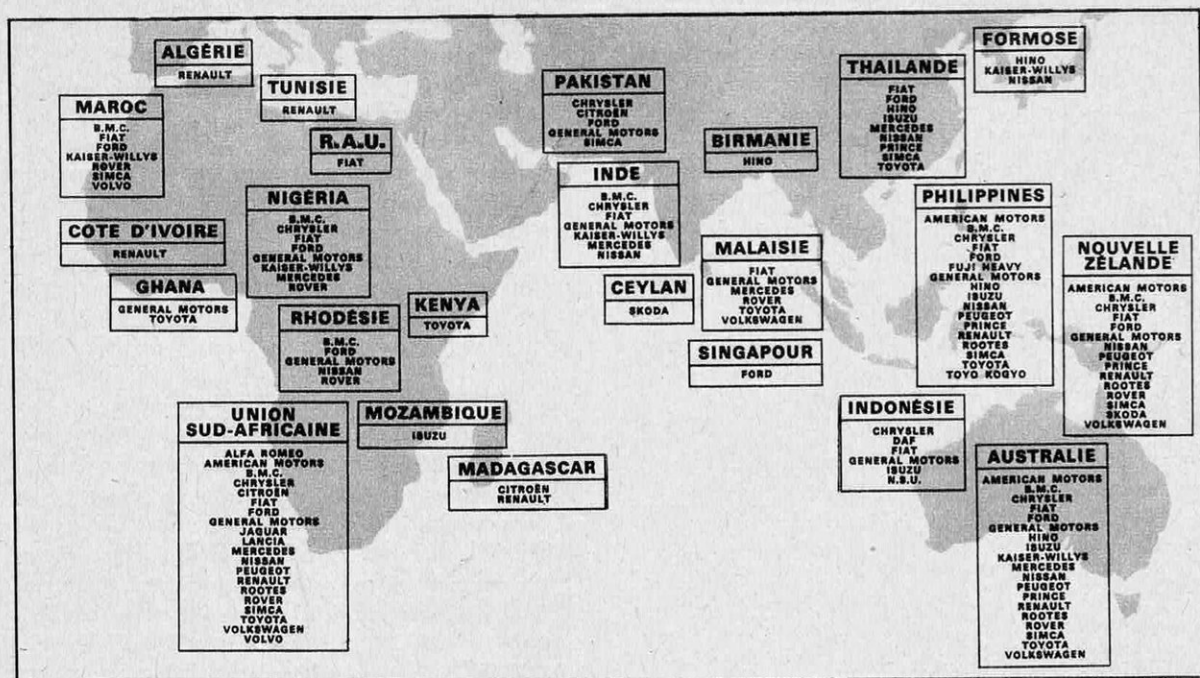 ALGÉRIE
RENAULT
TUNISIE
RENAULT
MAROC
B.M.C.
FIAT
FORD
KAISER-WILLYS
ROVER
SIMCA
VOLVO
R.A.U.
FIAT
NIGÉRIA
B.M.C.
CHRYSLER
FIAT
FORD
GENERAL MOTORS
KAISER-WILLYS
MERCEDES
ROVER
COTE D'IVOIRE
RENAULT
GHANA
GENERAL MOTORS
TOYOTA
KENYA
TOYOTA
RHODÉSIE
B.M.C.
FORD
GENERAL MOTORS
NISSAN
ROVER
UNION
SUD-AFRICAINE
ALFA ROMEO
AMERICAN MOTORS
B.M.C.
CHRYSLER
CITROËN
FIAT
FORD
GENERAL MOTORS
JAGUAR
LANCIA
MERCEDES
NISSAN
PEUGEOT
RENAULT
ROOTES
ROVER
SIMCA
TOYOTA
VOLKSWAGEN
VOLVO
MOZAMBIQUE
ISUZU
MADAGASCAR
CITROËN
RENAULT
PAKISTAN
CHRYSLER
CITROËN
FORD
GENERAL MOTORS
SIMCA
INDE
B.M.C.
CHRYSLER
FIAT
GENERAL MOTORS
KAISER-WILLYS
MERCEDES
NISSAN
BIRMANIE
HINO
CEYLAN
SKODA
MALAISIE
FIAT
GENERAL MOTORS
MERCEDES
ROVER
TOYOTA
VOLKSWAGEN
SINGAPOUR
FORD
THAILANDE
FIAT
FORD
HINO
ISUZU
MERCEDES
NISSAN
PRINCE
SIMCA
TOYOTA
FORMOSE
HINO
KAISER-WILLYS
NISSAN
PHILIPPINES
AMERICAN MOTORS
B.M.C.
CHRYSLER
FIAT
FORD
FUJI HEAVY
GENERAL MOTORS
HINO
ISUZU
NISSAN
PEUGEOT
PRINCE
RENAULT
ROOTES
SIMCA
TOYOTA
TOYO KOGYO
NOUVELLE
ZÉLANDE
AMERICAN MOTORS
B.M.C.
CHRYSLER
FIAT
FORD
GENERAL MOTORS
NISSAN
PEUGEOT
PRINCE
RENAULT
ROOTES
ROVER
SIMCA
SKODA
VOLKSWAGEN
INDONÉSIE
CHRYSLER
DAF
FIAT
GENERAL MOTORS
ISUZU
N.S.U.
AUSTRALIE
AMERICAN MOTORS
B.M.C.
CHRYSLER
FIAT
FORD
GENERAL MOTORS
HINO
ISUZU
KAISER-WILLYS
MERCEDES
NISSAN
PEUGEOT
PRINCE
RENAULT
ROOTES
ROVER
SIMCA
TOYOTA
VOLKSWAGEN